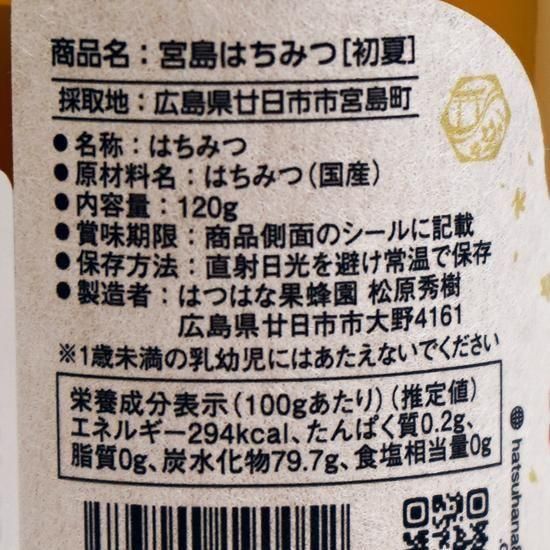 商品名：宮島はちみつ[初夏]
採取地：広島県廿日市市宮島町
●名称：はちみつ
●原材料名：はちみつ(国産)
●内容量：120g
●賞味期限：商品側面のシールに記載
●保存方法：直射日光を避け常温で保存
●製造者：はつはな果蜂園 松原秀樹
広島県廿日市市大野4161
※1歳未満の乳幼児にはあたえないでください
栄養成分表示(100gあたり)(推定値)
エネルギー294kcal、たんぱく質0.2g、
脂質0g、炭水化物79.7g、食塩相当量0g
hatsuhana